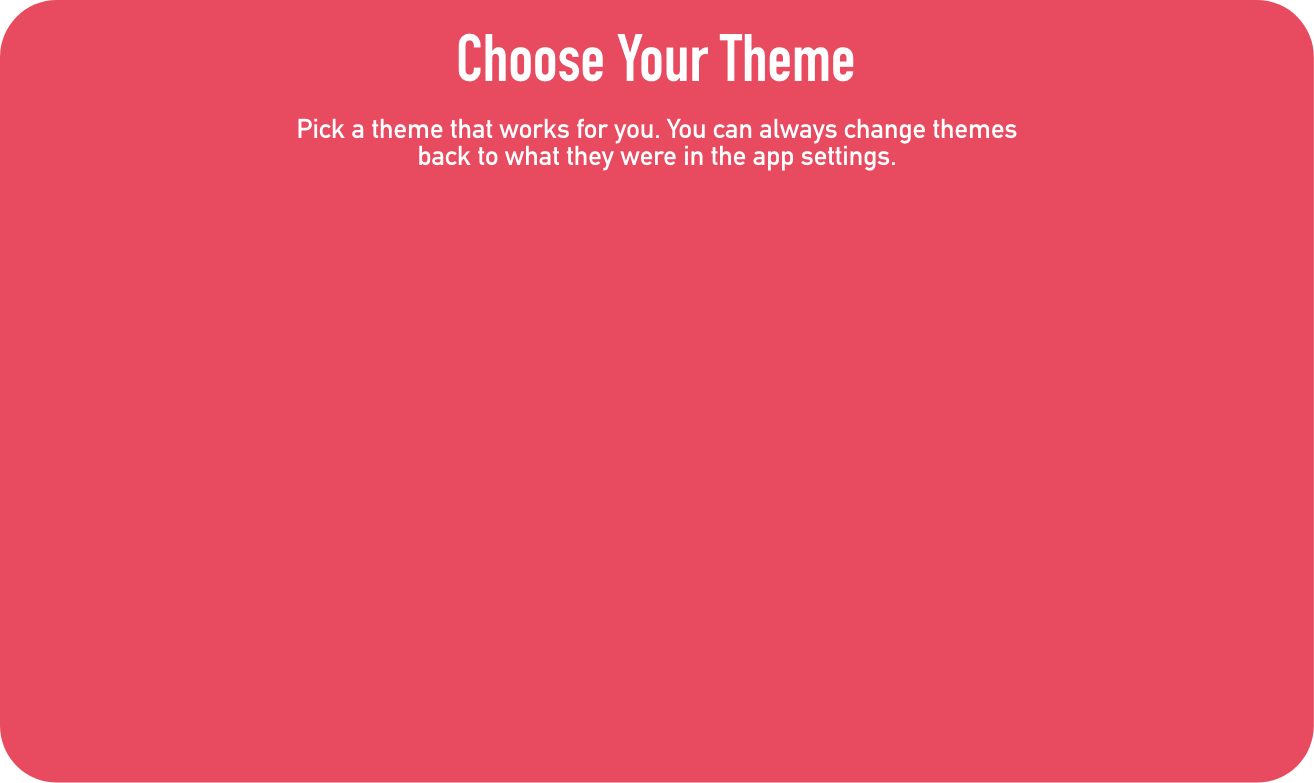 Choose Your Theme
Pick a theme that works for you. You can always change themes
back to what they were in the app settings.